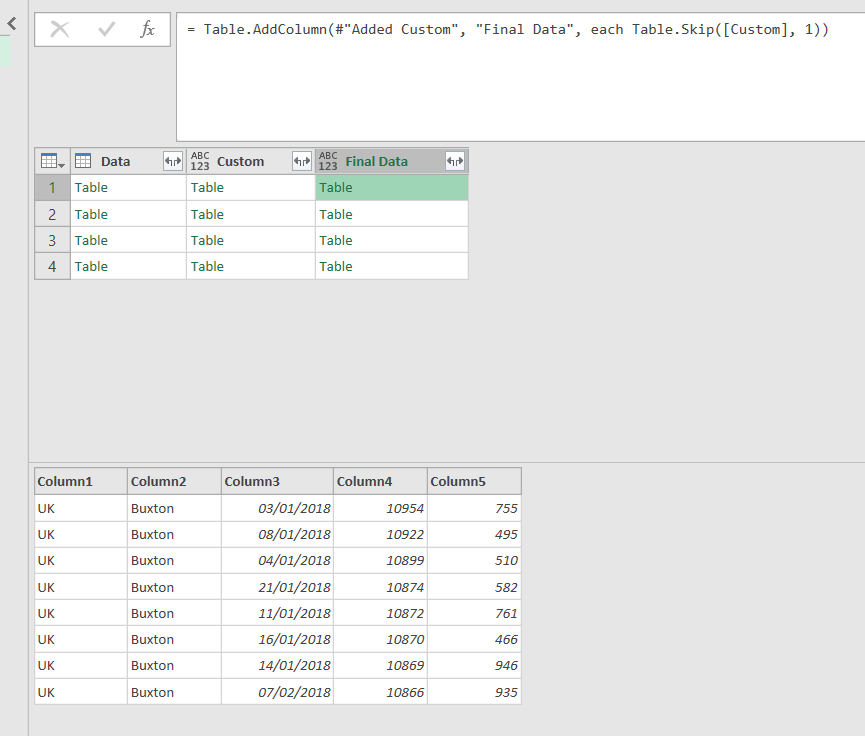 fx = Table.AddColumn(#"Added Custom", "Final Data", each Table.Skip([Custom], 1))
Data ABC 123 Custom ABC 123 Final Data
1 Table Table Table
2 Table Table Table
3 Table Table Table
4 Table Table Table
Column1 Column2 Column3 Column4 Column5
UK Buxton 03/01/2018 10954 755
UK Buxton 08/01/2018 10922 495
UK Buxton 04/01/2018 10899 510
UK Buxton 21/01/2018 10874 582
UK Buxton 11/01/2018 10872 761
UK Buxton 16/01/2018 10870 466
UK Buxton 14/01/2018 10869 946
UK Buxton 07/02/2018 10866 935